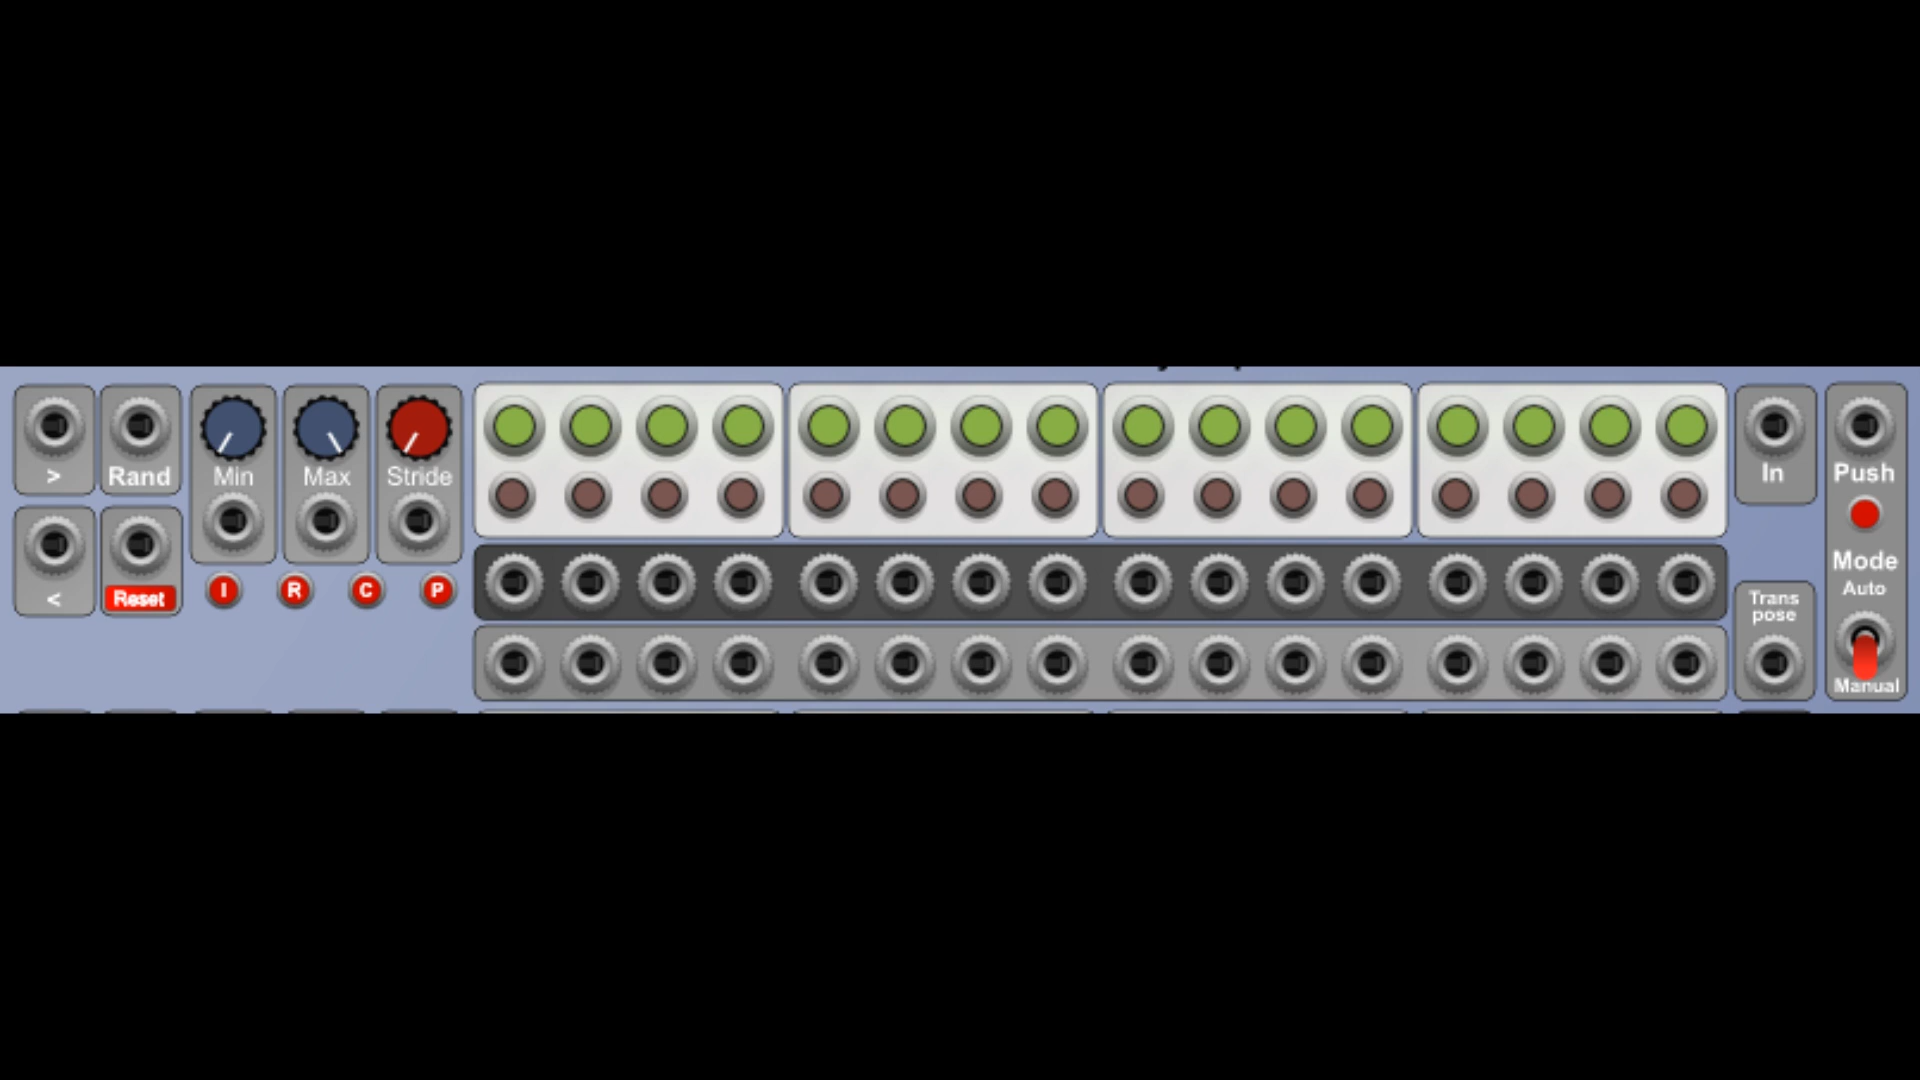 >
Rand
<
Reset
Min
Max
Stride
I
R
C
P
In
Trans
pose
Push
Mode
Auto
Manual